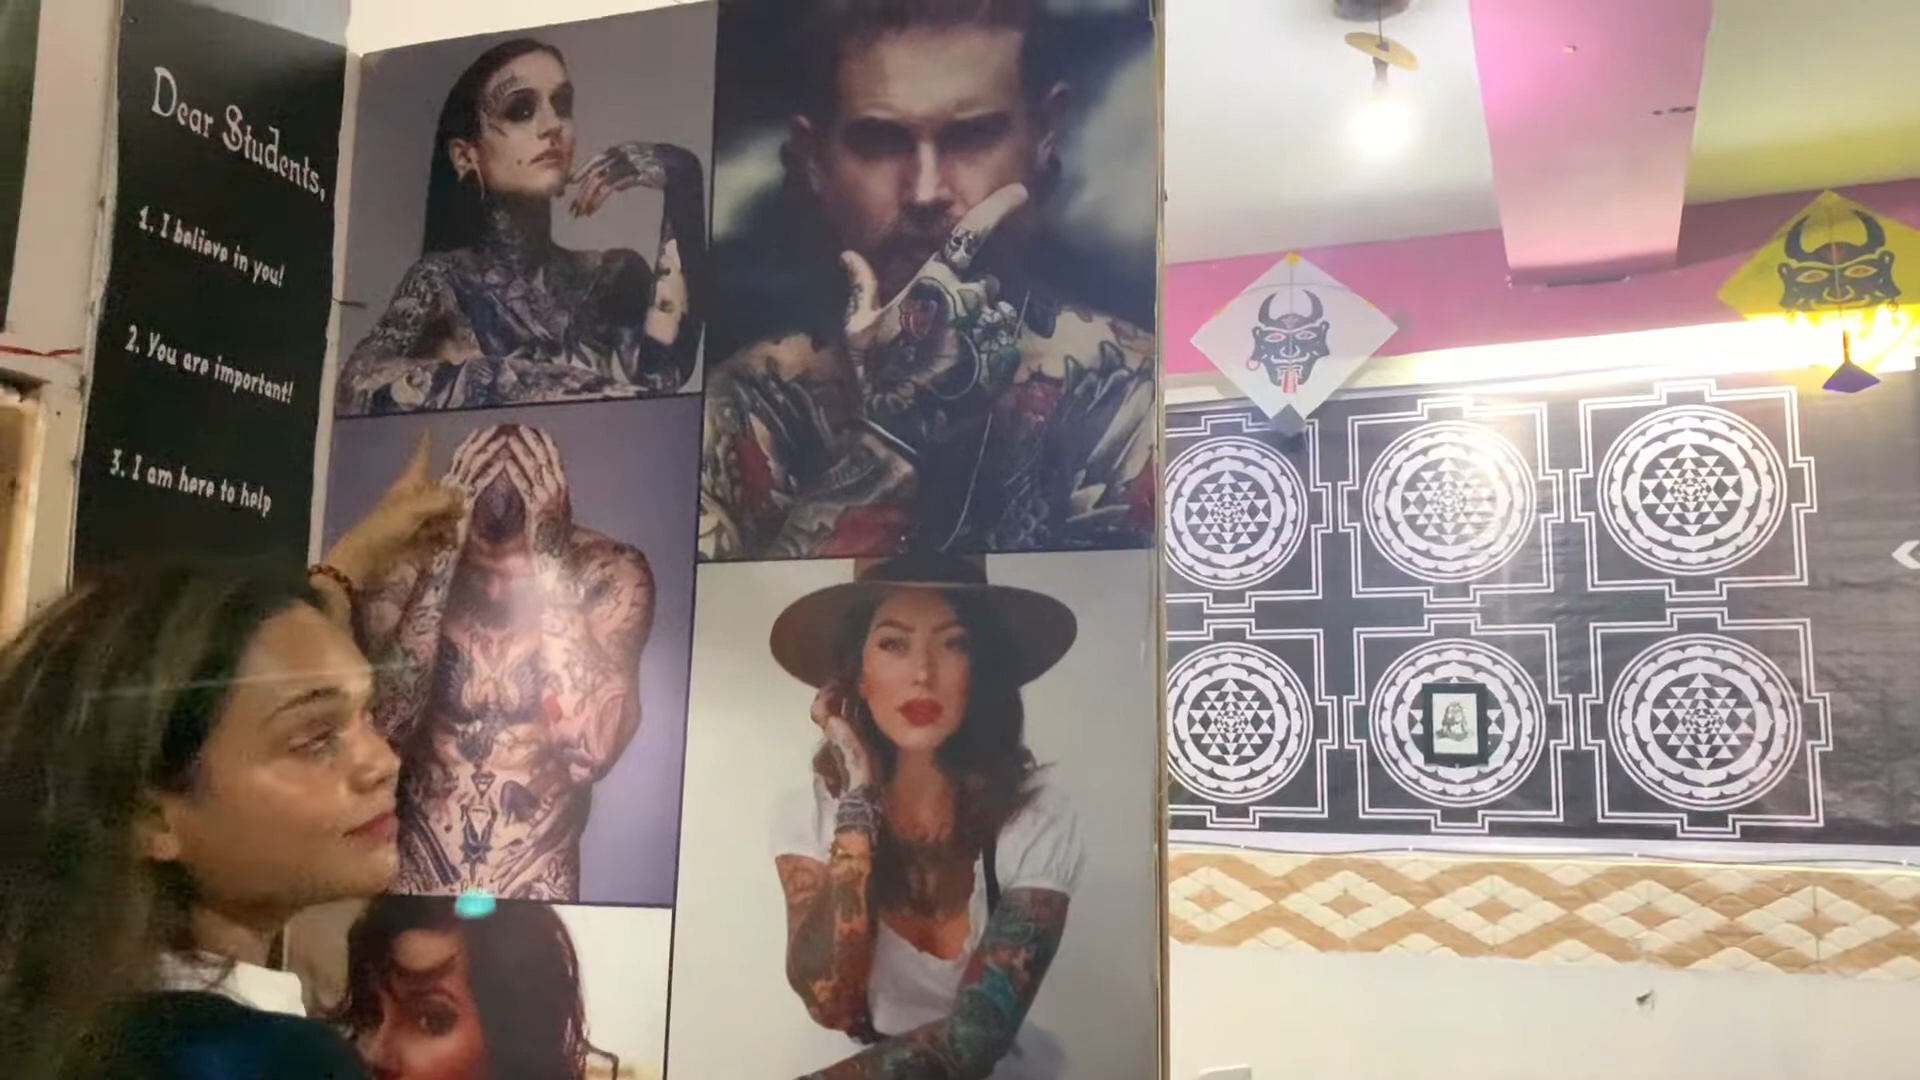 Dear Students,
1. I believe in you!
2. You are important!
3. I am here to help